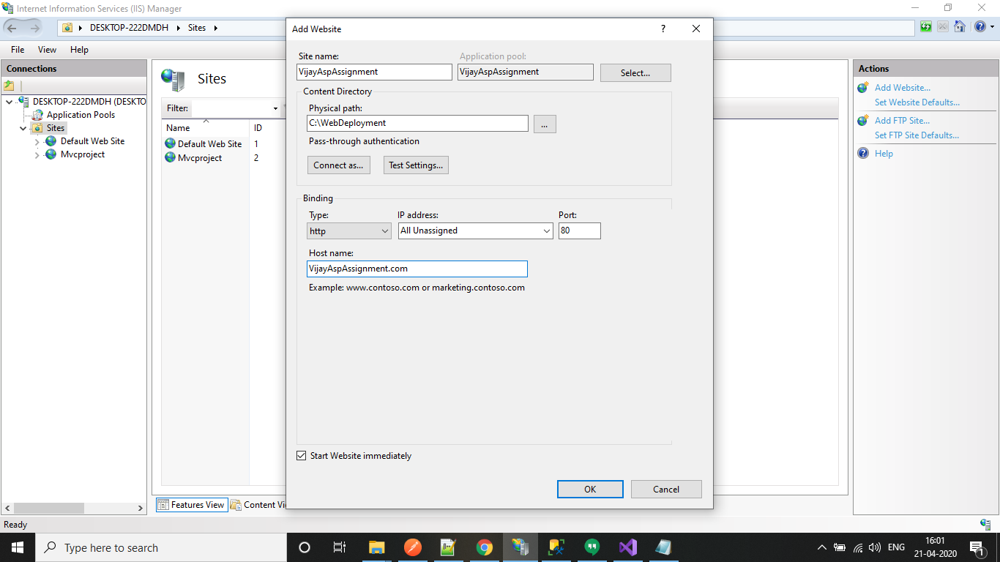 Internet Information Services (IIS) Manager
DESKTOP-222DMDH
Sites
File View Help
Connections
DESKTOP-222DMDH (DESKTO
Application Pools
Sites
Default Web Site
Mvcproject
Sites
Filter:
Name ID
Default Web Site 1
Mvcproject 2
Features View
Content Vi
Add Website
?
Site name: Application pool:
VijayAspAssignment VijayAspAssignment Select...
Content Directory
Physical path:
C:\WebDeployment ...
Pass-through authentication
Connect as... Test Settings...
Binding
Type: IP address: Port:
http All Unassigned 80
Host name:
VijayAspAssignment.com
Example: www.contoso.com or marketing.contoso.com
Start Website immediately
OK Cancel
Actions
Add Website...
Set Website Defaults...
Add FTP Site...
Set FTP Site Defaults...
Help
Ready
Type here to search
ENG
16:01
21-04-2020
1